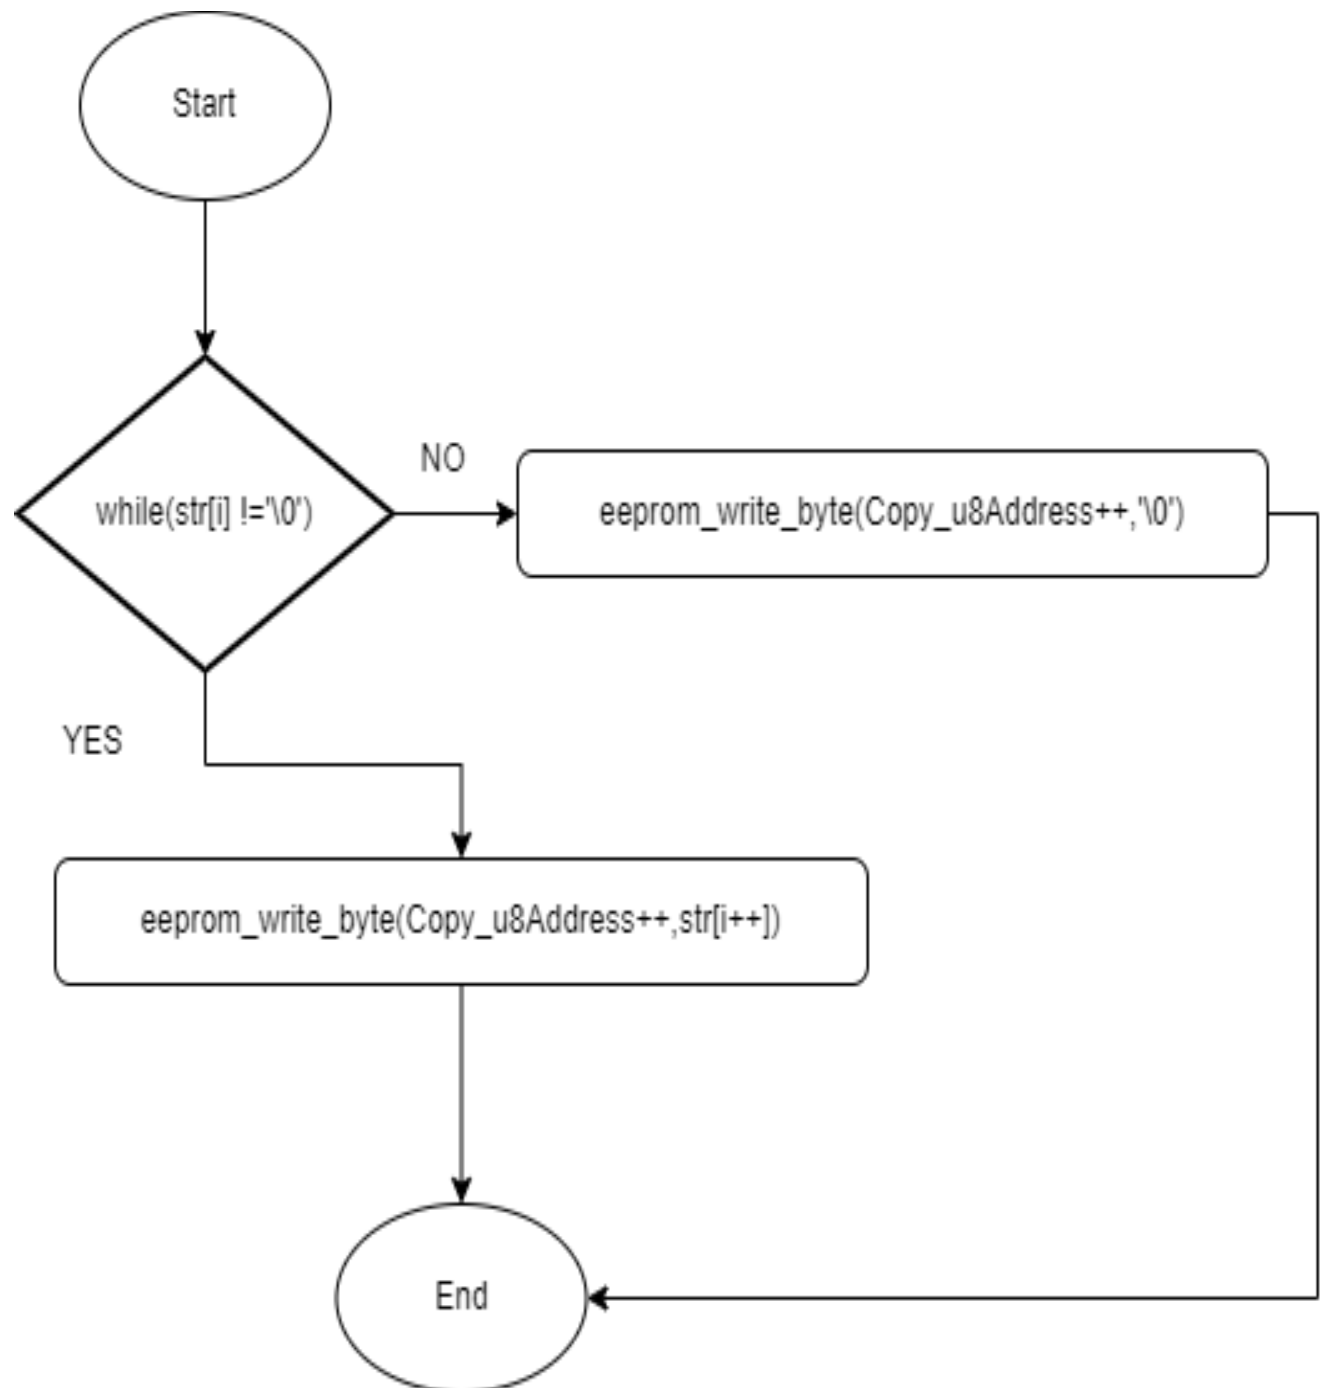 Start
while(str[i] !='\0')
NO
eeprom_write_byte(Copy_u8Address++,'\0')
YES
eeprom_write_byte(Copy_u8Address++,str[i++])
End